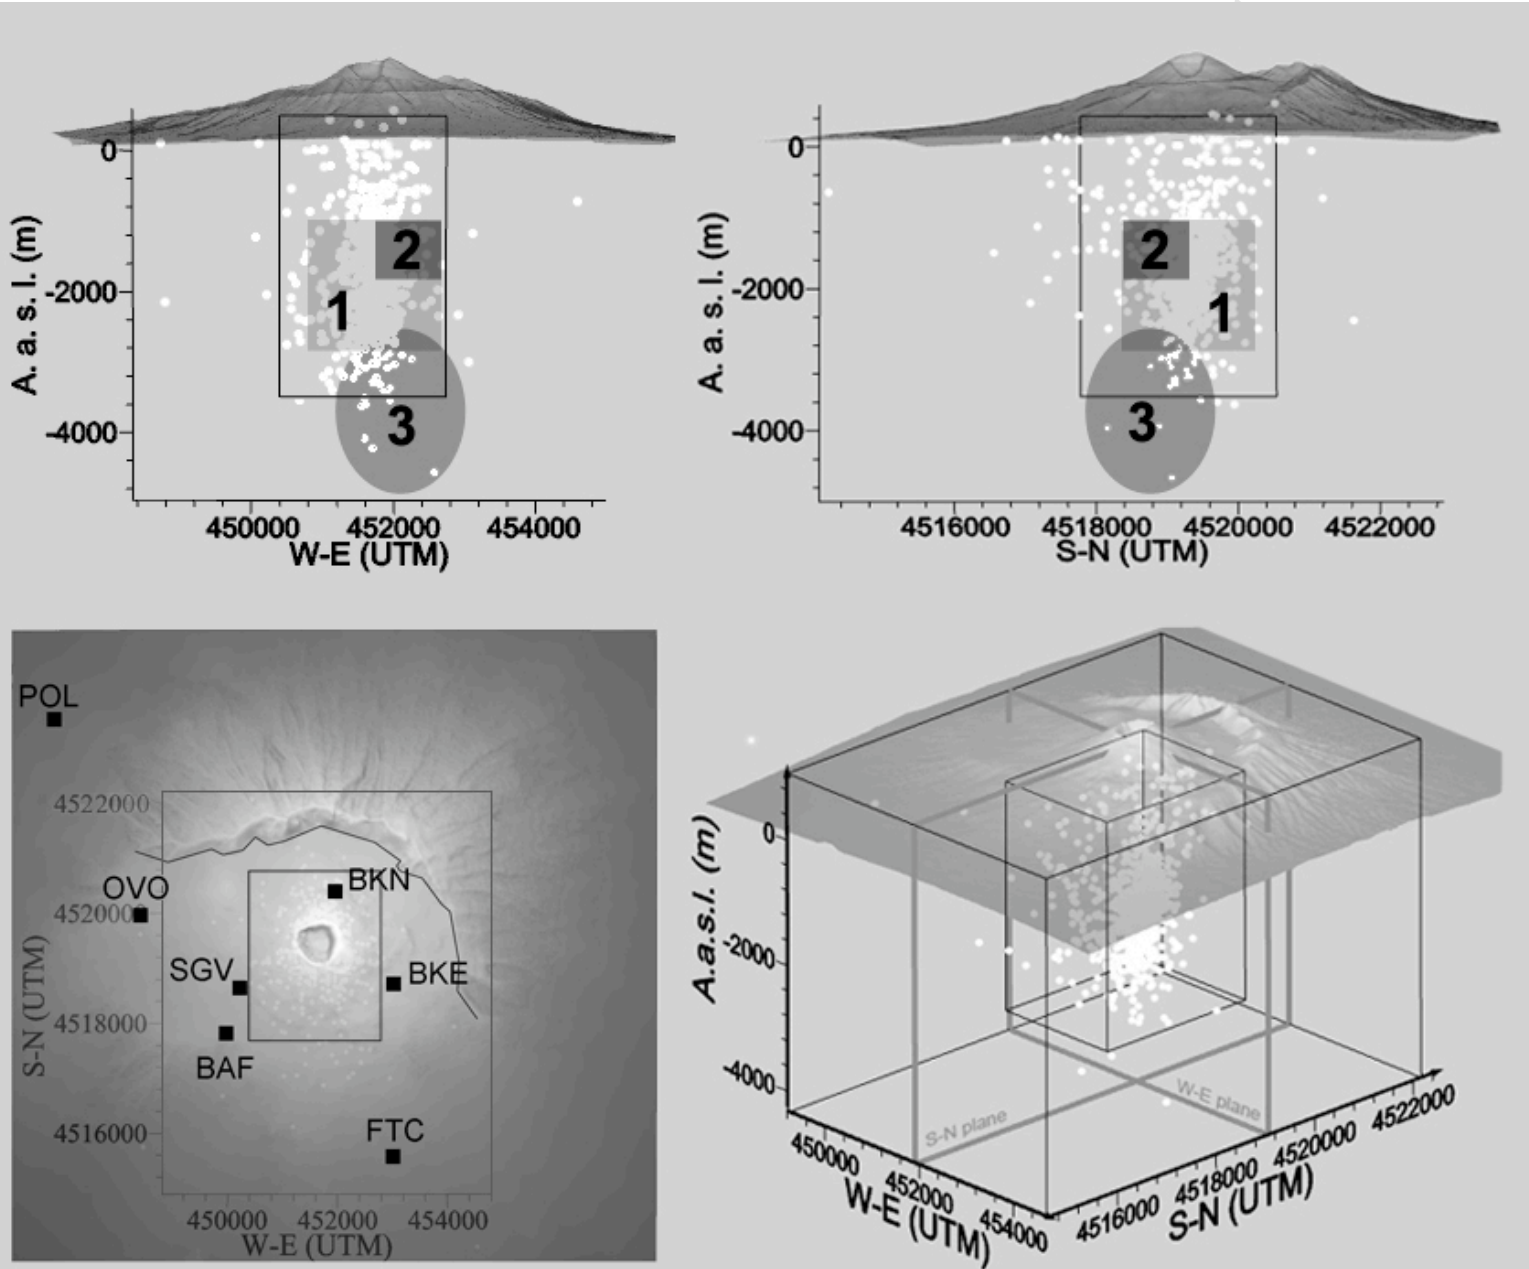 0
-2000
-4000
A. a. s. l. (m)
1
2
3
450000 452000 454000
W-E (UTM)
0
-2000
-4000
A. a. s. l. (m)
2
1
3
4516000 4518000 4520000 4522000
S-N (UTM)
POL
4522000
OVO
BKN
4520000
SGV
BKE
4518000
BAF
4516000
FTC
S-N (UTM)
450000 452000 454000
W-E (UTM)
0
-2000
-4000
A.a.s.l. (m)
S-N plane
W-E plane
450000 452000 454000
W-E (UTM)
4516000 4518000 4520000 4522000
S-N (UTM)